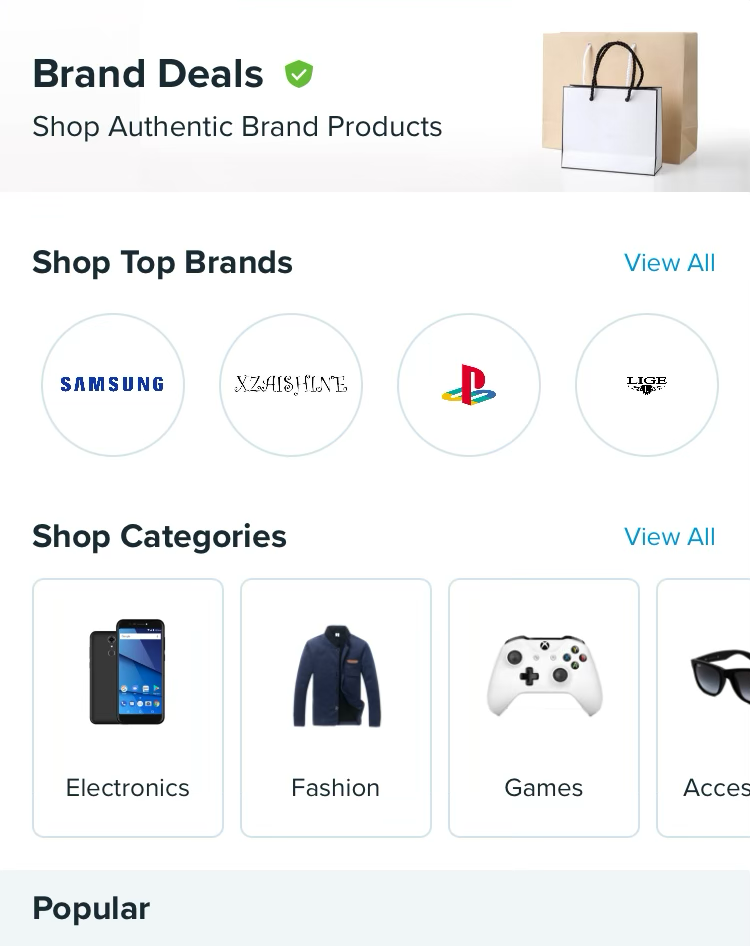 Brand Deals
Shop Authentic Brand Products
Shop Top Brands
View All
SAMSUNG
XZAISHINE
LIGE
Shop Categories
View All
Electronics
Fashion
Games
Acces
Popular